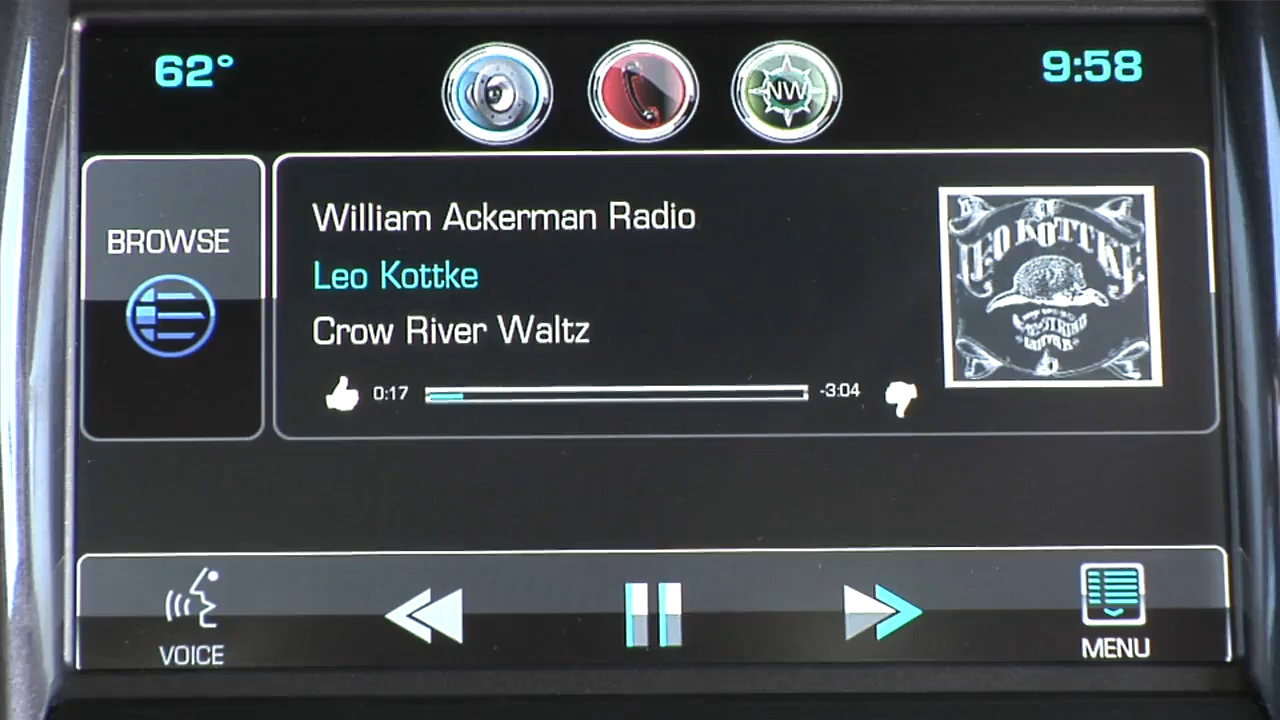 62°
NW
9:58
BROWSE
William Ackerman Radio
Leo Kottke
Crow River Waltz
0:17
-3:04
LEO KOTTKE
VOICE
MENU